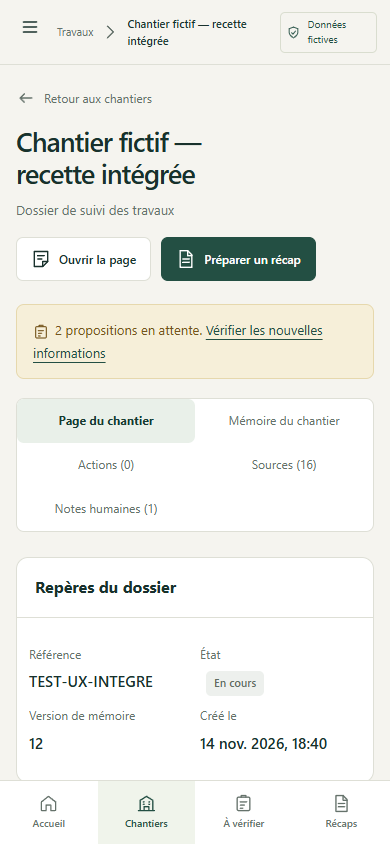 Travaux
Chantier fictif — recette
intégrée
Données
fictives
Retour aux chantiers
Chantier fictif —
recette intégrée
Dossier de suivi des travaux
Ouvrir la page
Préparer un récap
2 propositions en attente. Vérifier les nouvelles
informations
Page du chantier
Mémoire du chantier
Actions (0)
Sources (16)
Notes humaines (1)
Repères du dossier
Référence
État
TEST-UX-INTEGRE
En cours
Version de mémoire
Créé le
12
14 nov. 2026, 18:40
Accueil
Chantiers
À vérifier
Récaps